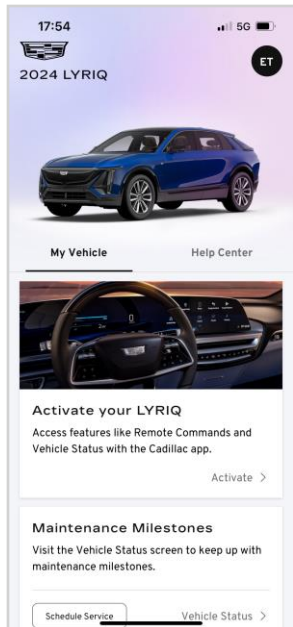 17:54
5G
2024 LYRIQ
ET
My Vehicle
Help Center
Activate your LYRIQ
Access features like Remote Commands and
Vehicle Status with the Cadillac app.
Activate
Maintenance Milestones
Visit the Vehicle Status screen to keep up with
maintenance milestones.
Schedule Service
Vehicle Status